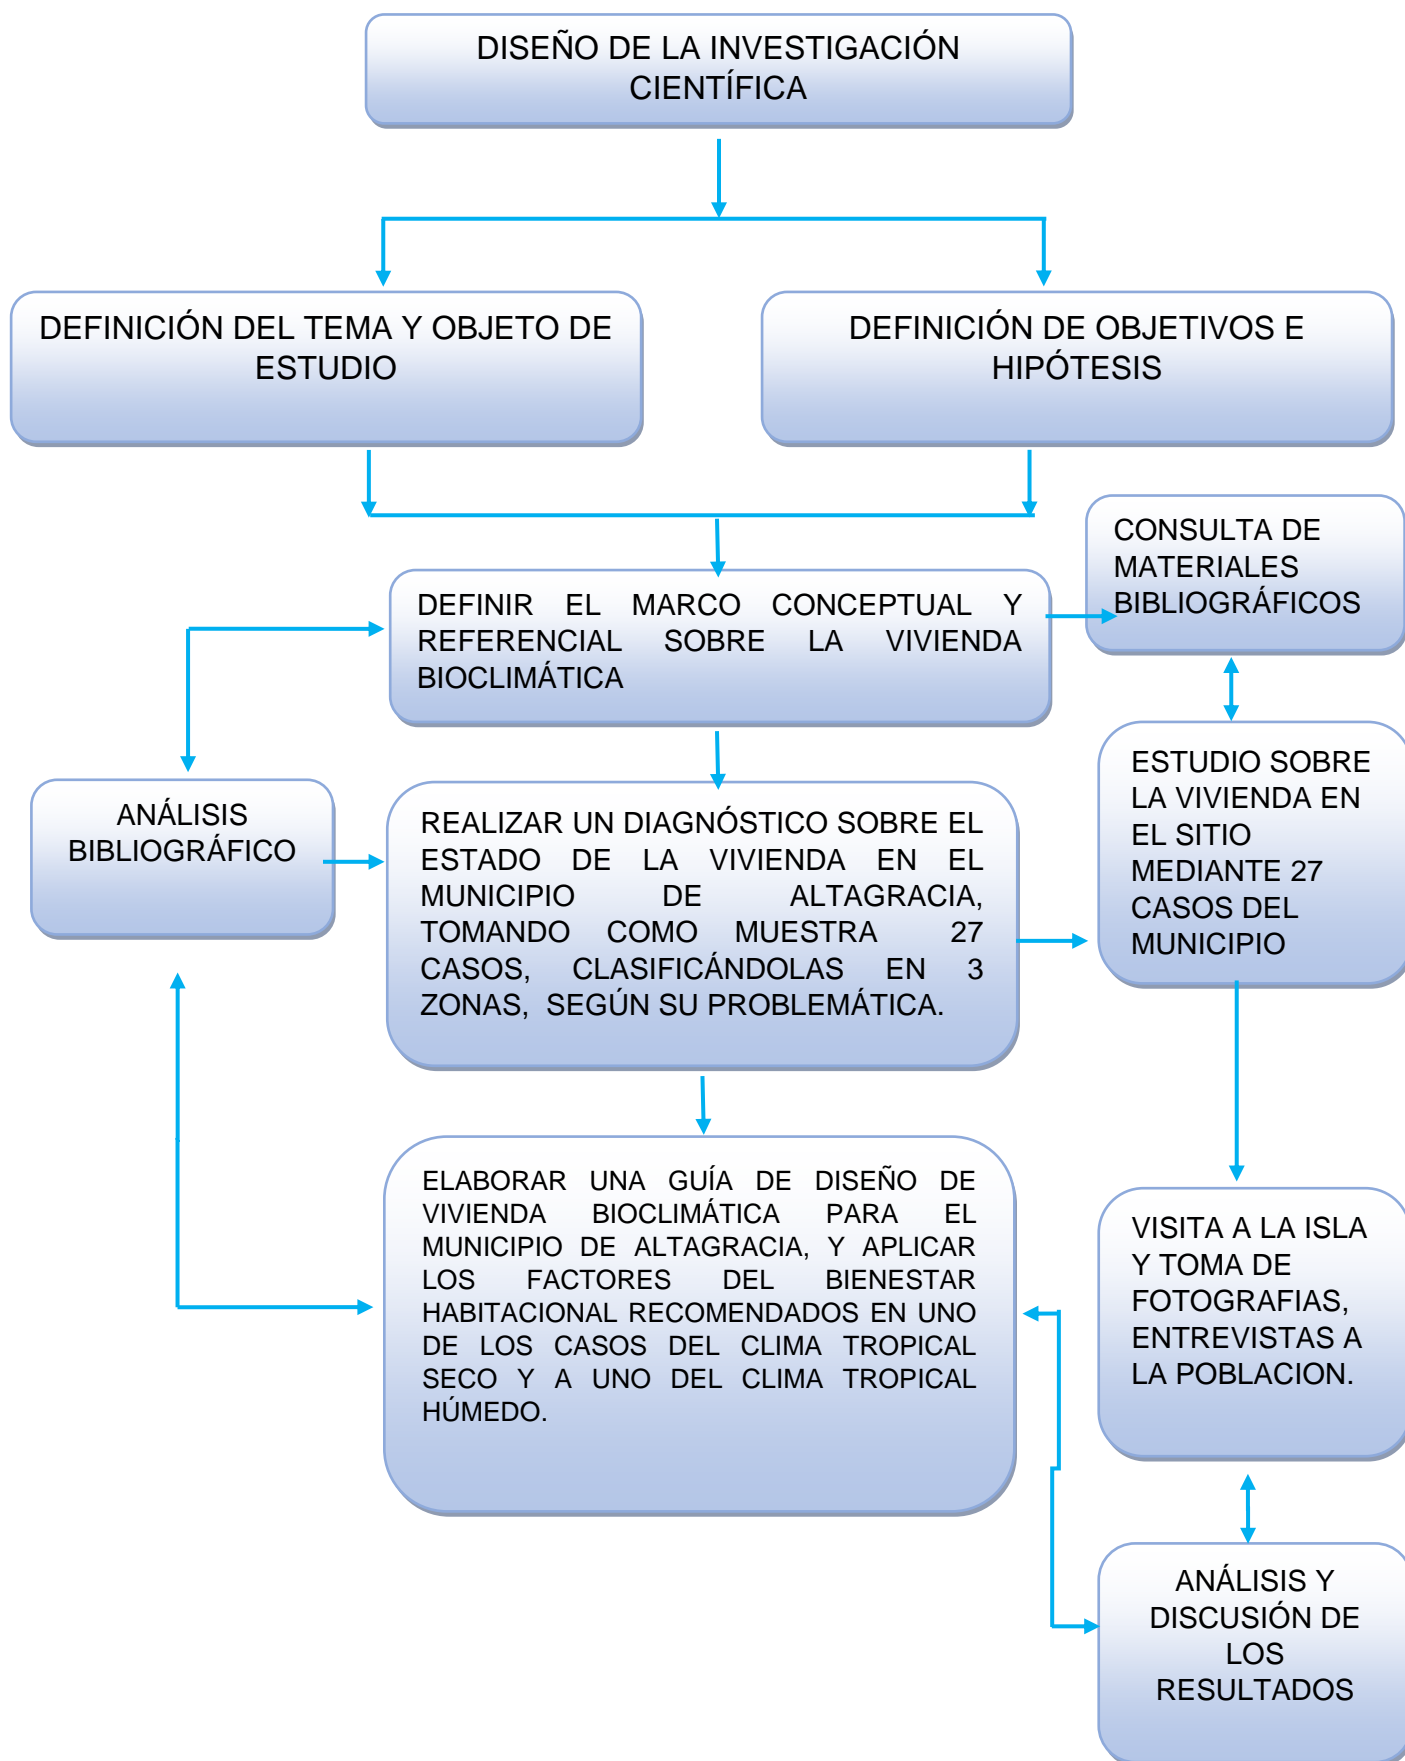 DISEÑO DE LA INVESTIGACIÓN
CIENTÍFICA
DEFINICIÓN DEL TEMA Y OBJETO DE
ESTUDIO
DEFINICIÓN DE OBJETIVOS E
HIPÓTESIS
CONSULTA DE
MATERIALES
BIBLIOGRÁFICOS
DEFINIR EL MARCO CONCEPTUAL Y
REFERENCIAL SOBRE LA VIVIENDA
BIOCLIMÁTICA
ANÁLISIS
BIBLIOGRÁFICO
REALIZAR UN DIAGNÓSTICO SOBRE EL
ESTADO DE LA VIVIENDA EN EL
MUNICIPIO DE ALTAGRACIA,
TOMANDO COMO MUESTRA 27
CASOS, CLASIFICÁNDOLAS EN 3
ZONAS, SEGÚN SU PROBLEMÁTICA.
ESTUDIO SOBRE
LA VIVIENDA EN
EL SITIO
MEDIANTE 27
CASOS DEL
MUNICIPIO
ELABORAR UNA GUÍA DE DISEÑO DE
VIVIENDA BIOCLIMÁTICA PARA EL
MUNICIPIO DE ALTAGRACIA, Y APLICAR
LOS FACTORES DEL BIENESTAR
HABITACIONAL RECOMENDADOS EN UNO
DE LOS CASOS DEL CLIMA TROPICAL
SECO Y A UNO DEL CLIMA TROPICAL
HÚMEDO.
VISITA A LA ISLA
Y TOMA DE
FOTOGRAFIAS,
ENTREVISTAS A
LA POBLACION.
ANÁLISIS Y
DISCUSIÓN DE
LOS
RESULTADOS